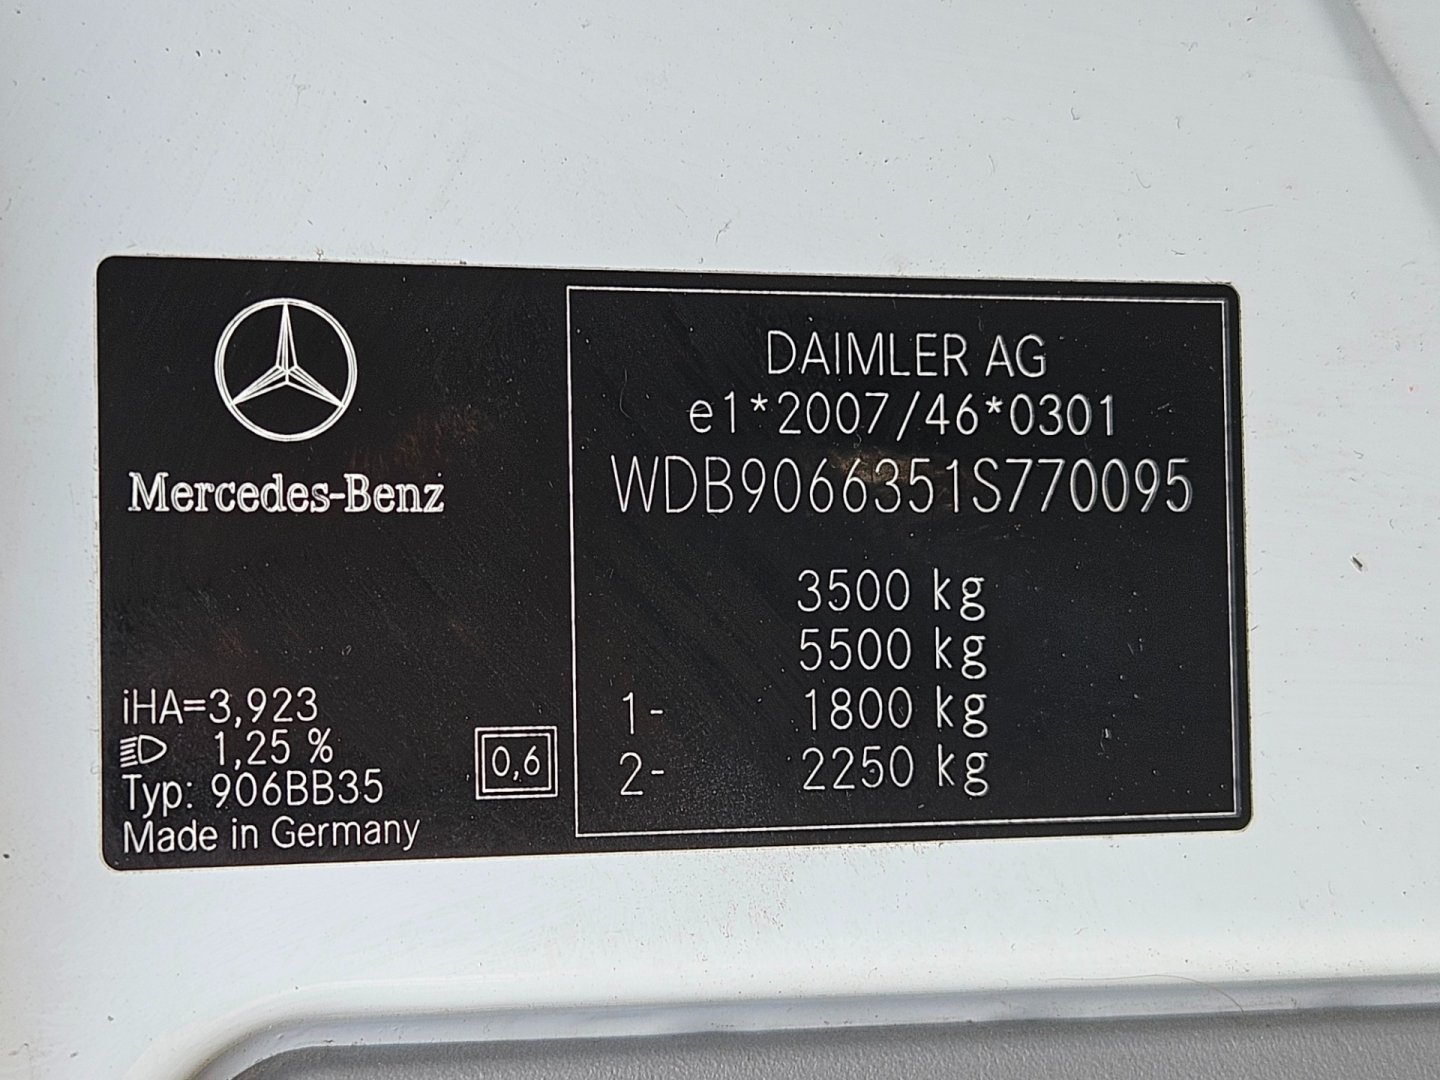 Mercedes-Benz
iHA=3,923
1,25 %
Typ: 906BB35
Made in Germany
0,6
DAIMLER AG
e1*2007/46*0301
WDB9066351S770095
3500 kg
5500 kg
1- 1800 kg
2- 2250 kg